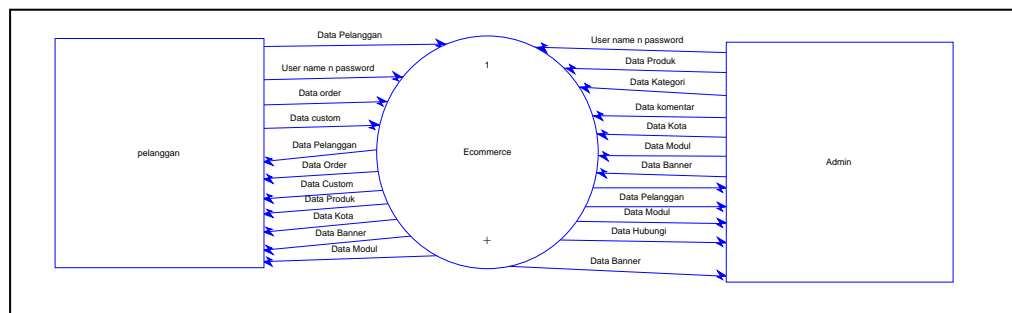 Data Pelanggan
User name n password
Data order
Data custom
Data Pelanggan
Data Order
Data Custom
Data Produk
Data Kota
Data Banner
Data Modul
pelanggan
1
Ecommerce
+
User name n password
Data Produk
Data Kategori
Data komentar
Data Kota
Data Modul
Data Banner
Data Pelanggan
Data Modul
Data Hubungi
Data Banner
Admin